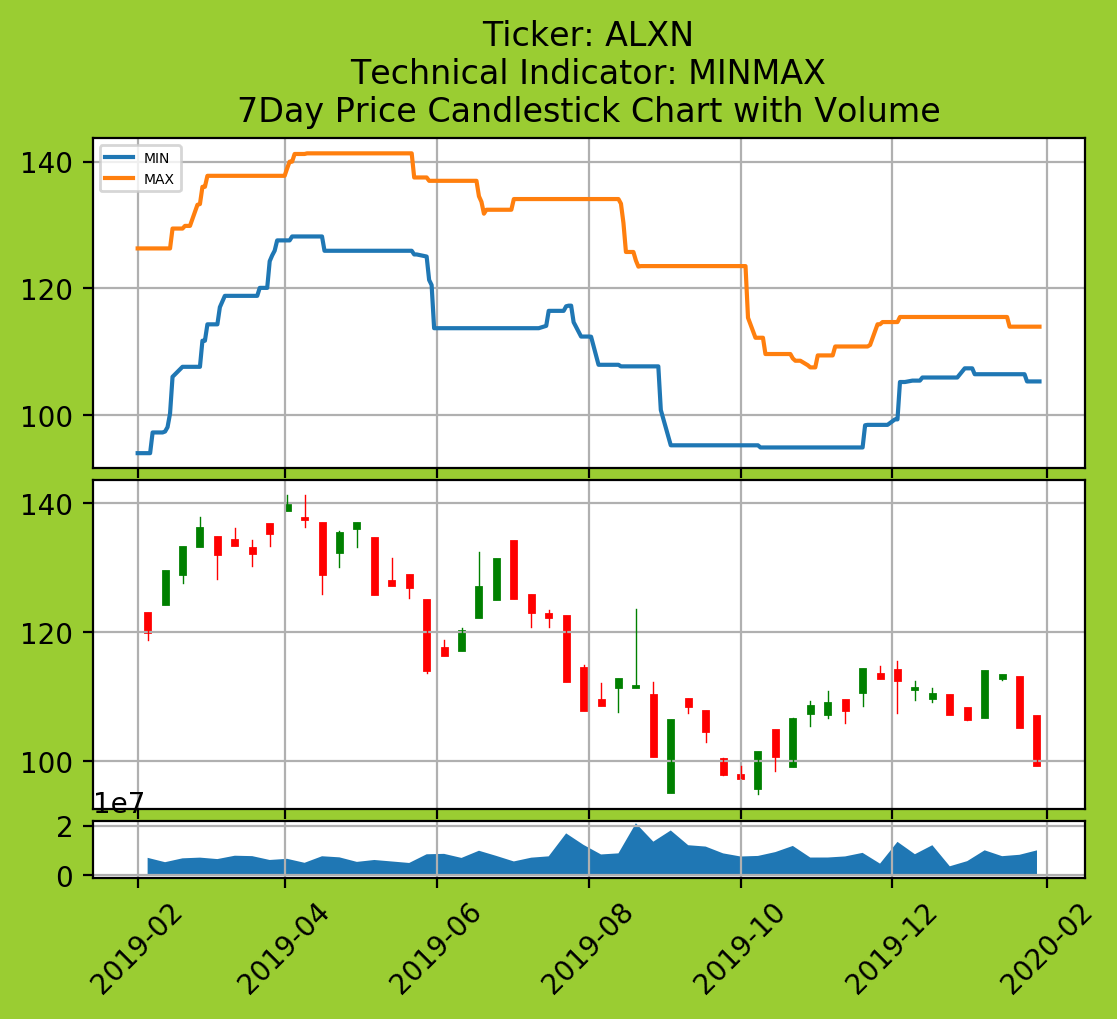 Ticker: ALXN
Technical Indicator: MINMAX
7Day Price Candlestick Chart with Volume
140
120
100
MIN
MAX
140
120
100
1e7
2
0
2019-02
2019-04
2019-06
2019-08
2019-10
2019-12
2020-02